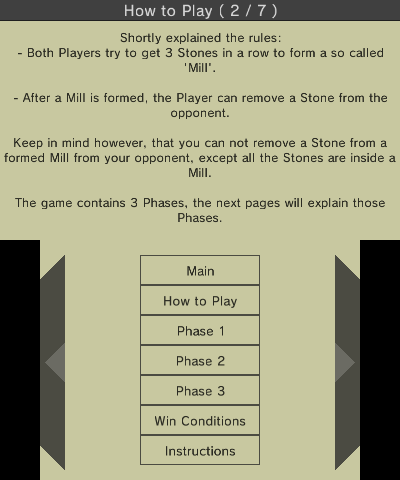 How to Play ( 2 / 7 )
Shortly explained the rules:
- Both Players try to get 3 Stones in a row to form a so called
'Mill'.
- After a Mill is formed, the Player can remove a Stone from the
opponent.
Keep in mind however, that you can not remove a Stone from a
formed Mill from your opponent, except all the Stones are inside a
Mill.
The game contains 3 Phases, the next pages will explain those
Phases.
Main
How to Play
Phase 1
Phase 2
Phase 3
Win Conditions
Instructions